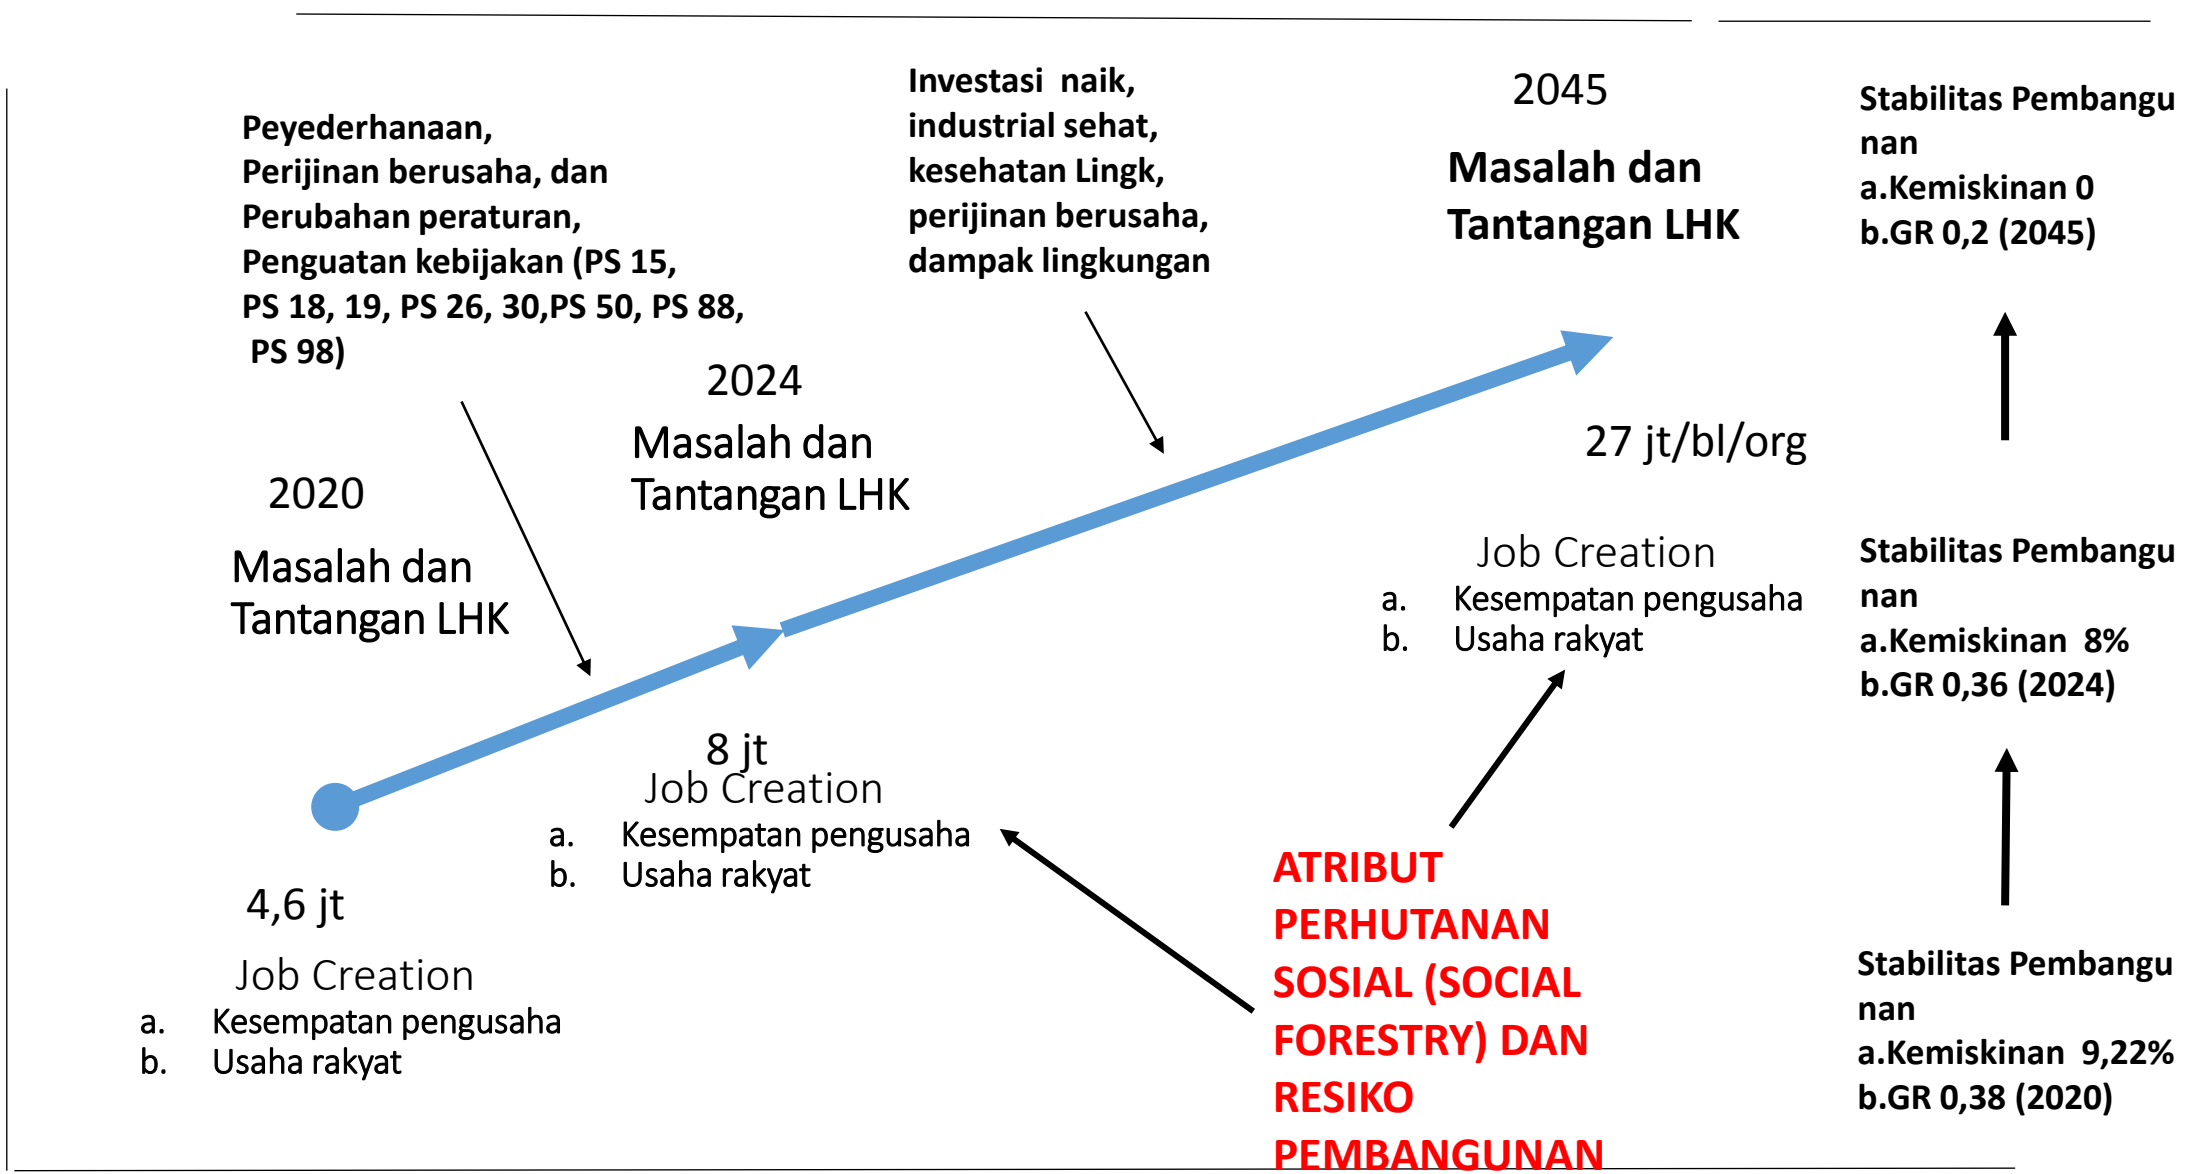 Peyederhanaan,
Perijinan berusaha, dan
Perubahan peraturan,
Penguatan kebijakan (PS 15,
PS 18, 19, PS 26, 30,PS 50, PS 88,
PS 98)
Investasi naik,
industrial sehat,
kesehatan Lingk,
perijinan berusaha,
dampak lingkungan
2045
Masalah dan
Tantangan LHK
Stabilitas Pembangu
nan
a.Kemiskinan 0
b.GR 0,2 (2045)
2024
Masalah dan
Tantangan LHK
2020
Masalah dan
Tantangan LHK
27 jt/bl/org
Job Creation
a. Kesempatan pengusaha
b. Usaha rakyat
Stabilitas Pembangu
nan
a.Kemiskinan 8%
b.GR 0,36 (2024)
8 jt
Job Creation
a. Kesempatan pengusaha
b. Usaha rakyat
4,6 jt
Job Creation
a. Kesempatan pengusaha
b. Usaha rakyat
ATRIBUT
PERHUTANAN
SOSIAL (SOCIAL
FORESTRY) DAN
RESIKO
PEMBANGUNAN
Stabilitas Pembangu
nan
a.Kemiskinan 9,22%
b.GR 0,38 (2020)